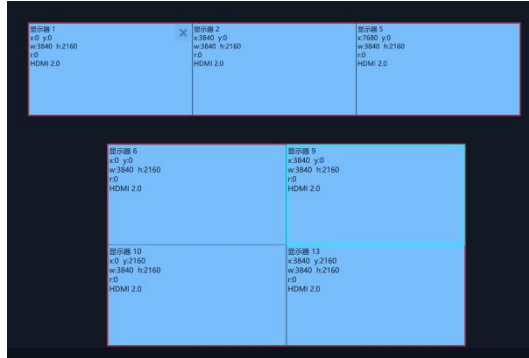 显示器 1
x:0 y:0
w:3840 h:2160
r:0
HDMI 2.0
显示器 2
x:3840 y:0
w:3840 h:2160
r:0
HDMI 2.0
显示器 5
x:7680 y:0
w:3840 h:2160
r:0
HDMI 2.0
显示器 6
x:0 y:0
w:3840 h:2160
r:0
HDMI 2.0
显示器 9
x:3840 y:0
w:3840 h:2160
r:0
HDMI 2.0
显示器 10
x:0 y:2160
w:3840 h:2160
r:0
HDMI 2.0
显示器 13
x:3840 y:2160
w:3840 h:2160
r:0
HDMI 2.0